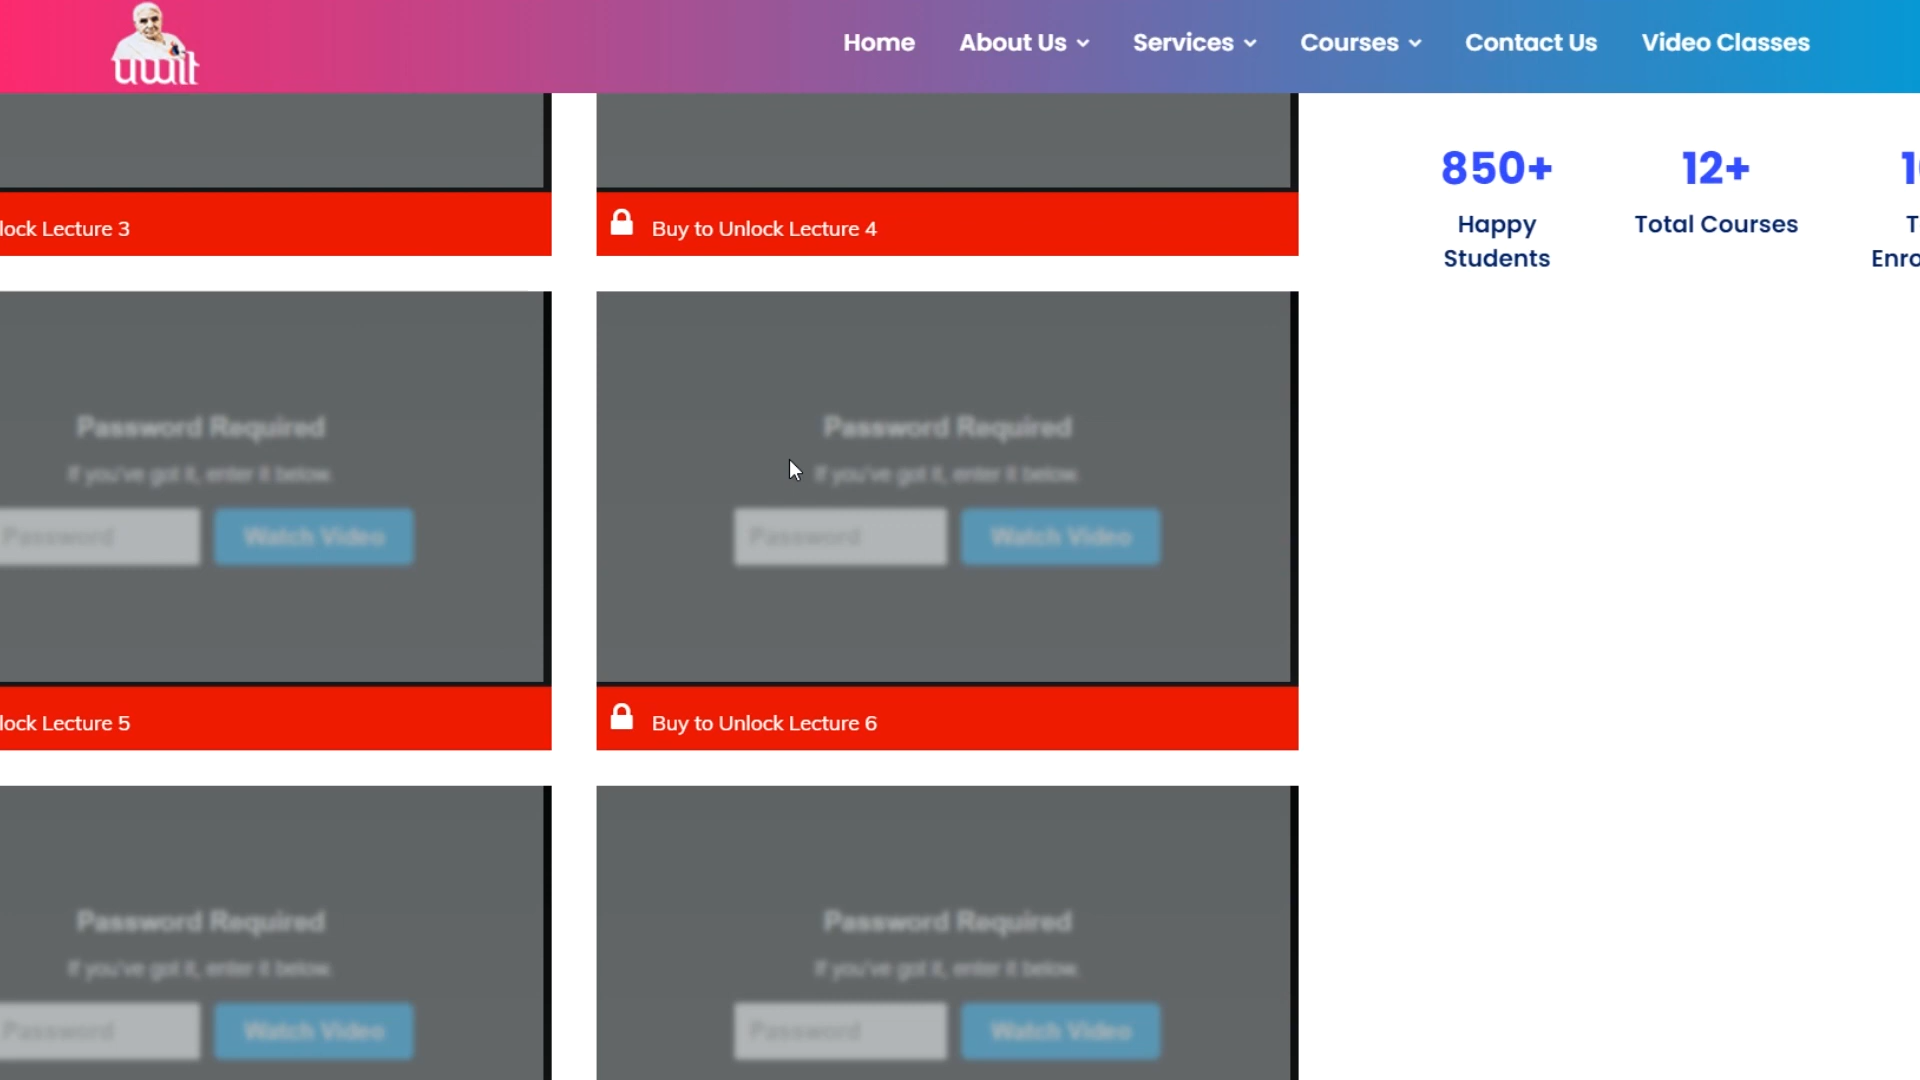 uwit
Home About Us Services Courses Contact Us Video Classes
850+ 12+
Happy Students Total Courses
lock Lecture 3
Buy to Unlock Lecture 4
Password Required
If you've got it, enter it below.
Password Watch Video
lock Lecture 5
Password Required
If you've got it, enter it below.
Password Watch Video
Buy to Unlock Lecture 6
Password Required
If you've got it, enter it below.
Password Watch Video
Password Required
If you've got it, enter it below.
Password Watch Video